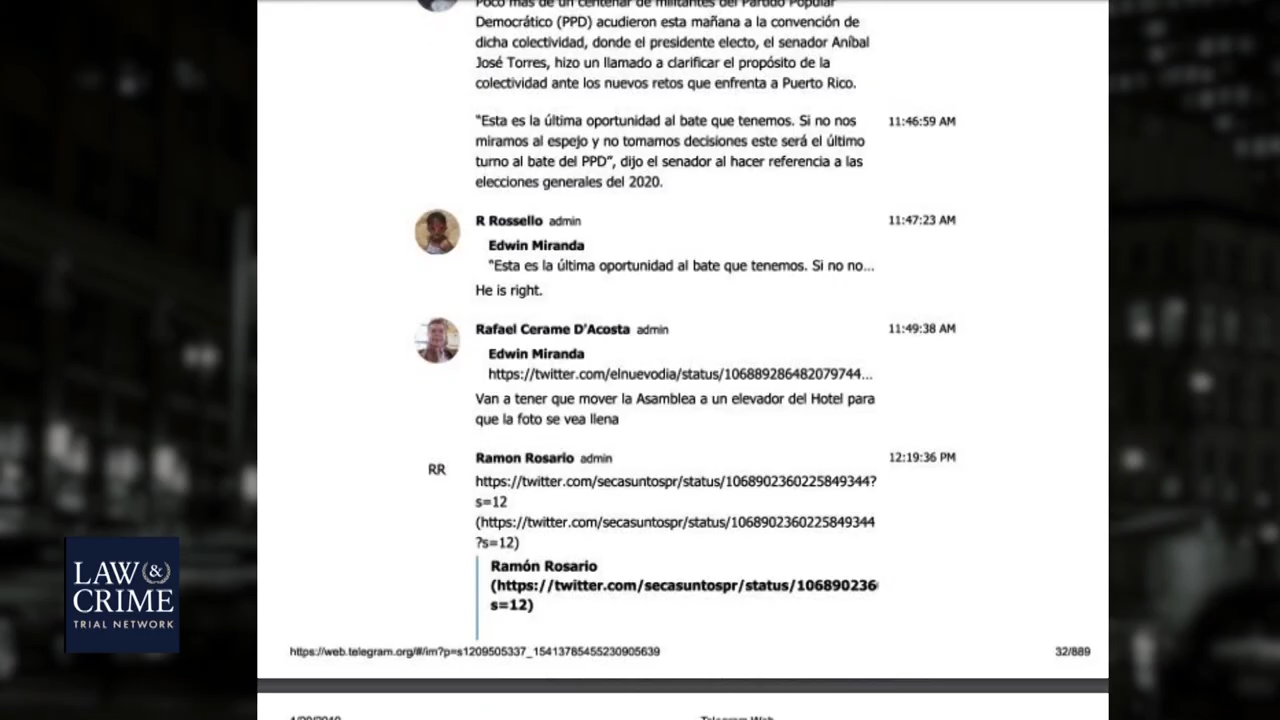 Poco más de un centenar de militantes del Partido Popular
Democrático (PPD) acudieron esta mañana a la convención de
dicha colectividad, donde el presidente electo, el senador Aníbal
José Torres, hizo un llamado a clarificar el propósito de la
colectividad ante los nuevos retos que enfrenta a Puerto Rico.
"Esta es la última oportunidad al bate que tenemos. Si no nos 11:46:59 AM
miramos al espejo y no tomamos decisiones este será el último
turno al bate del PPD", dijo el senador al hacer referencia a las
elecciones generales del 2020.
R Rossello admin 11:47:23 AM
Edwin Miranda
"Esta es la última oportunidad al bate que tenemos. Si no no...
He is right.
Rafael Cerame D'Acosta admin 11:49:38 AM
Edwin Miranda
https://twitter.com/elnuevodia/status/106889286482079744...
Van a tener que mover la Asamblea a un elevador del Hotel para
que la foto se vea llena
RR Ramon Rosario admin 12:19:36 PM
https://twitter.com/secasuntospr/status/1068902360225849344?
s=12
(https://twitter.com/secasuntospr/status/1068902360225849344
?s=12)
Ramón Rosario
(https://twitter.com/secasuntospr/status/106890236
s=12)
https://web.telegram.org/#/im?p=s1209505337_15413785455230905639 32/889
Telegram Web
LAW &
CRIME
TRIAL NETWORK